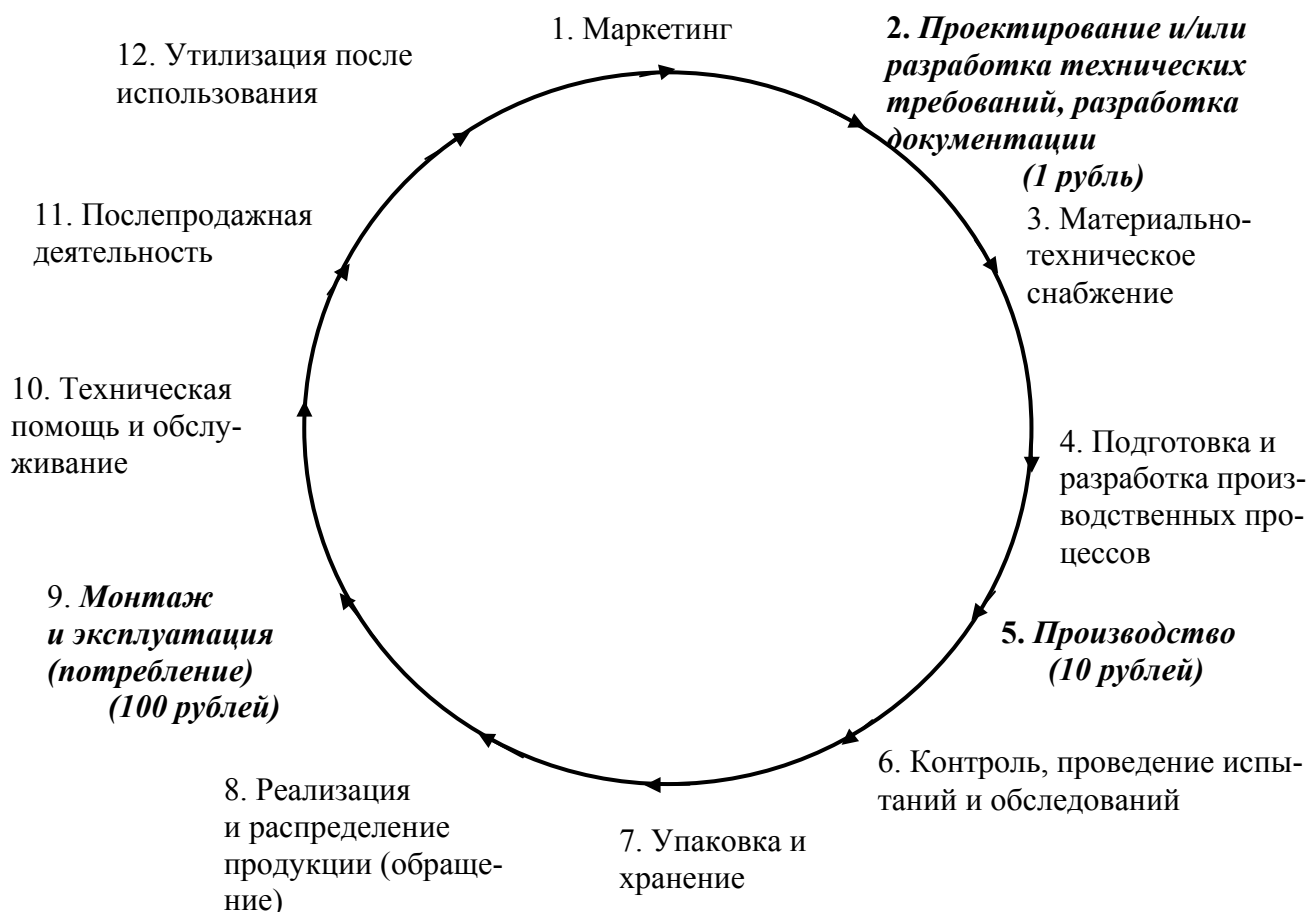 1. Маркетинг
2. Проектирование и/или
разработка технических
требований, разработка
документации
(1 рубль)
3. Материально-
техническое
снабжение
4. Подготовка и
разработка произ-
водственных про-
цессов
5. Производство
(10 рублей)
6. Контроль, проведение испы-
таний и обследований
7. Упаковка и
хранение
8. Реализация
и распределение
продукции (обраще-
ние)
9. Монтаж
и эксплуатация
(потребление)
(100 рублей)
10. Техническая
помощь и обслу-
живание
11. Послепродажная
деятельность
12. Утилизация после
использования